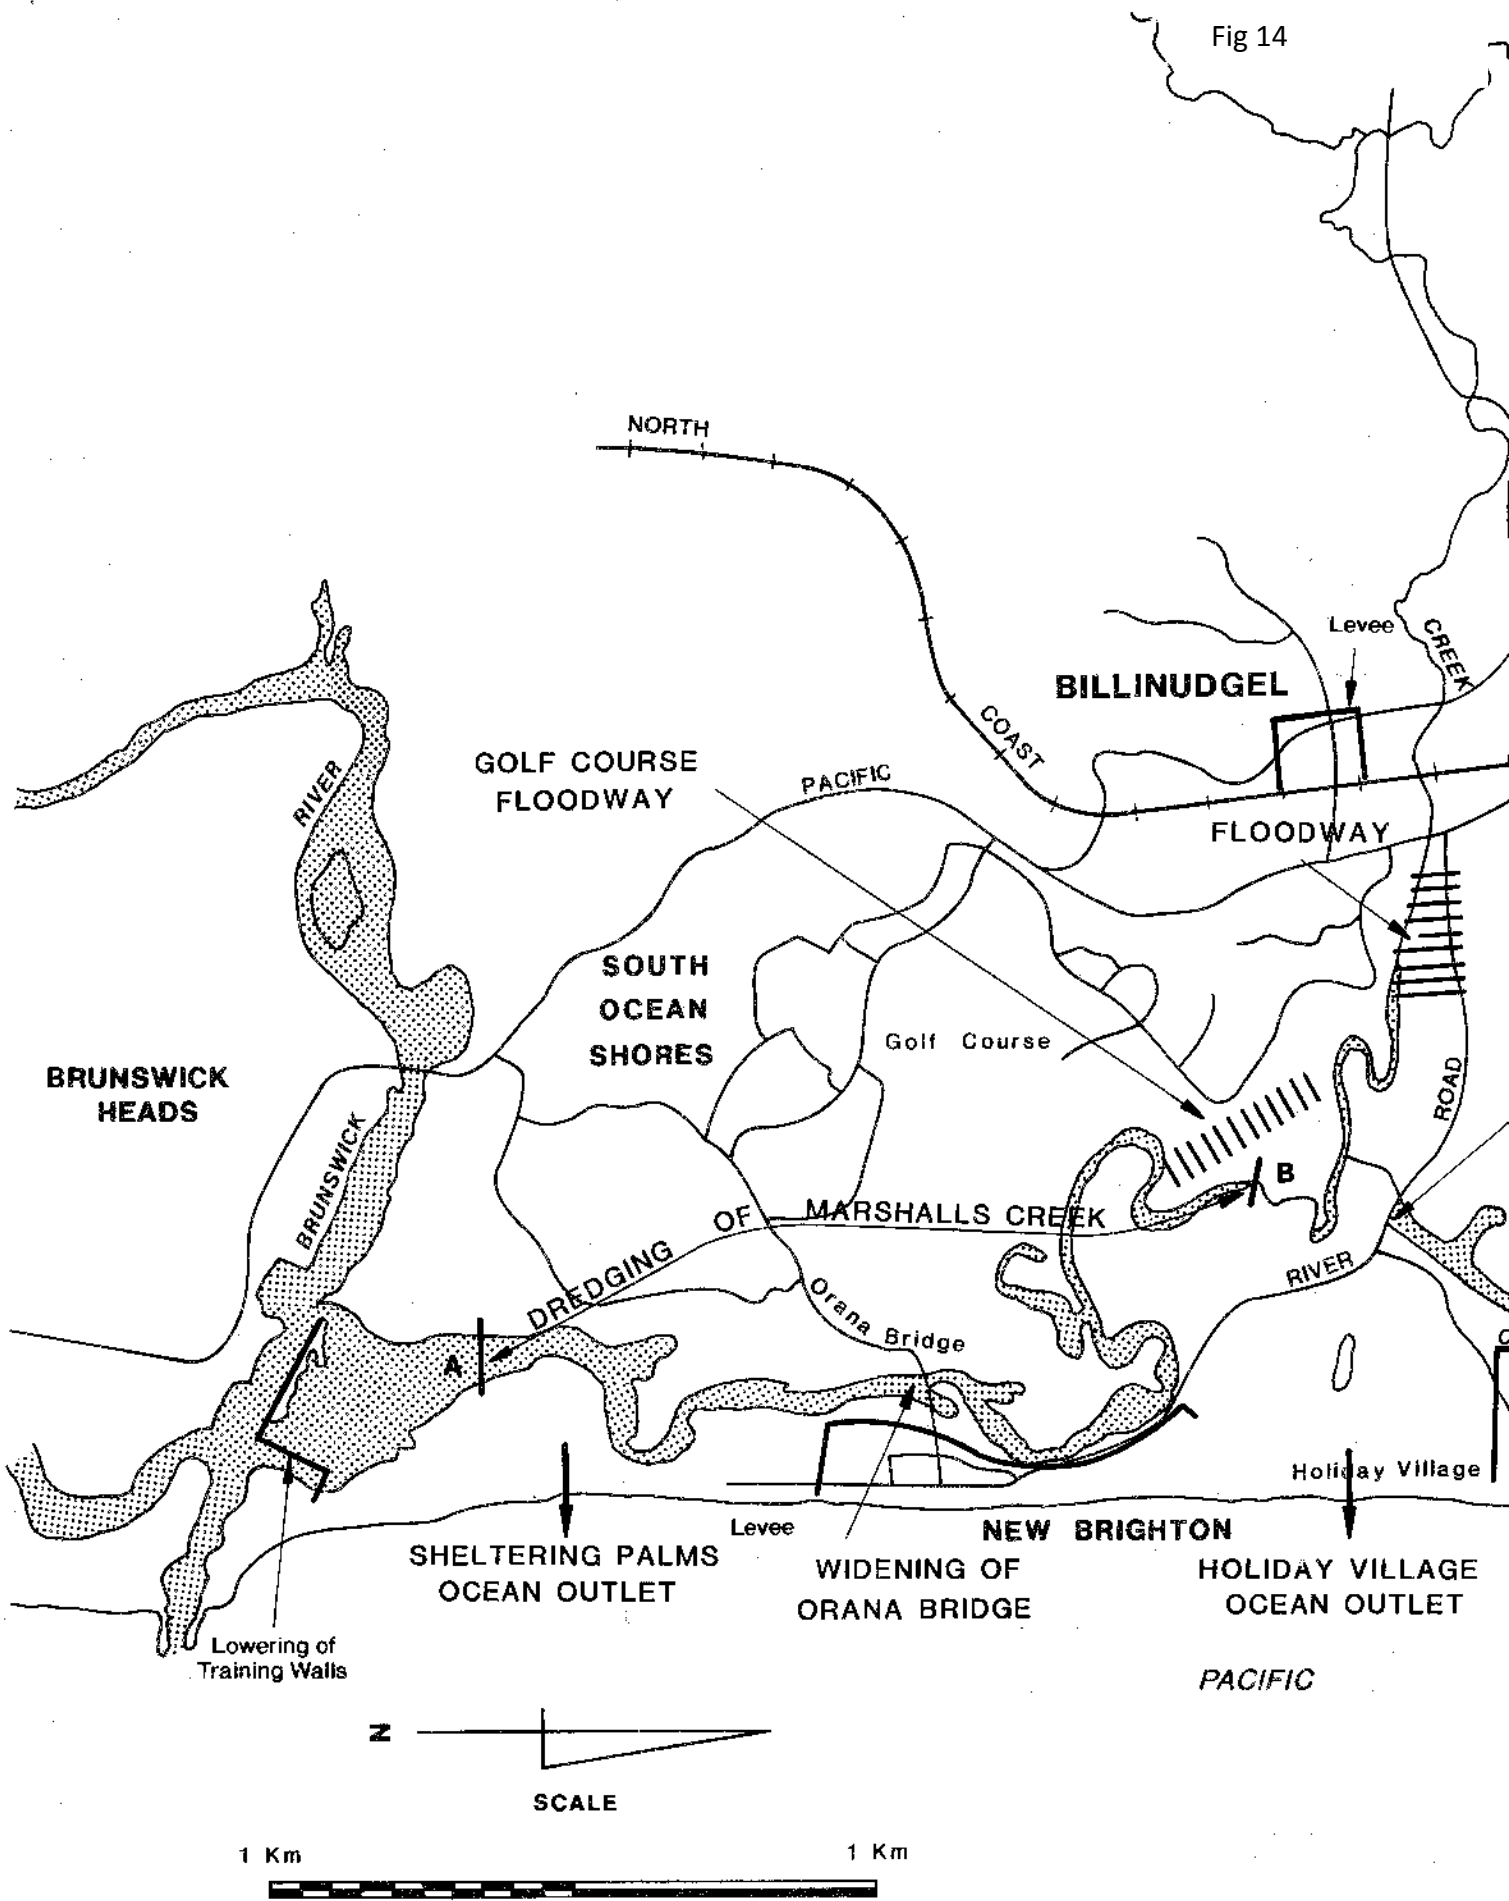 Fig 14
NORTH
Levee
CREEK
BILLINUDGEL
COAST
GOLF COURSE
FLOODWAY
PACIFIC
RIVER
FLOODWAY
SOUTH
OCEAN
SHORES
Golf Course
BRUNSWICK
HEADS
ROAD
BRUNSWICK
B
DREDGING OF MARSHALLS CREEK
RIVER
Orana Bridge
A
Holiday Village
Levee
NEW BRIGHTON
SHELTERING PALMS
OCEAN OUTLET
WIDENING OF
ORANA BRIDGE
HOLIDAY VILLAGE
OCEAN OUTLET
Lowering of
Training Walls
PACIFIC
N
SCALE
1 Km 1 Km